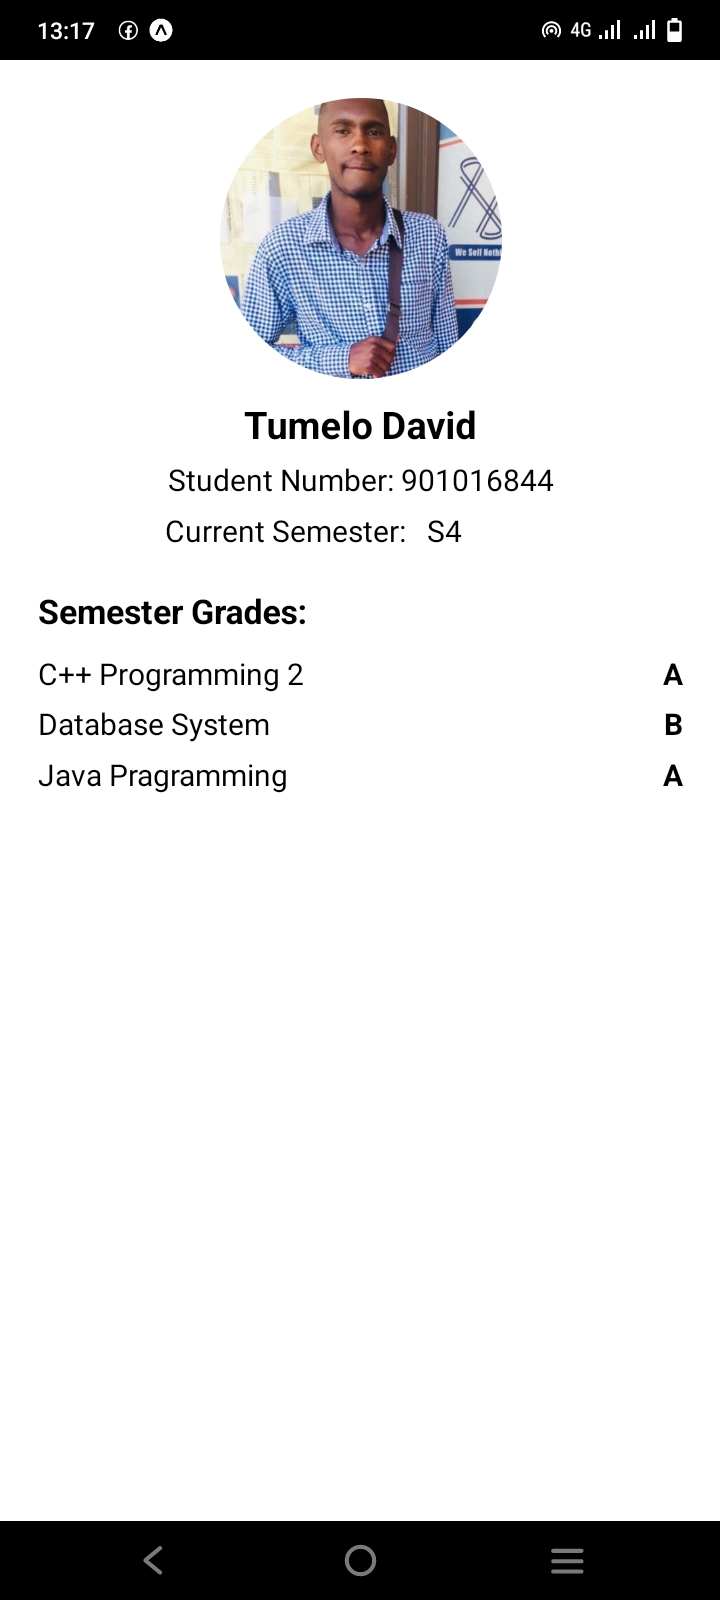 13:17 4G
We Sell Noth
Tumelo David
Student Number: 901016844
Current Semester: S4
Semester Grades:
C++ Programming 2 A
Database System B
Java Pragramming A